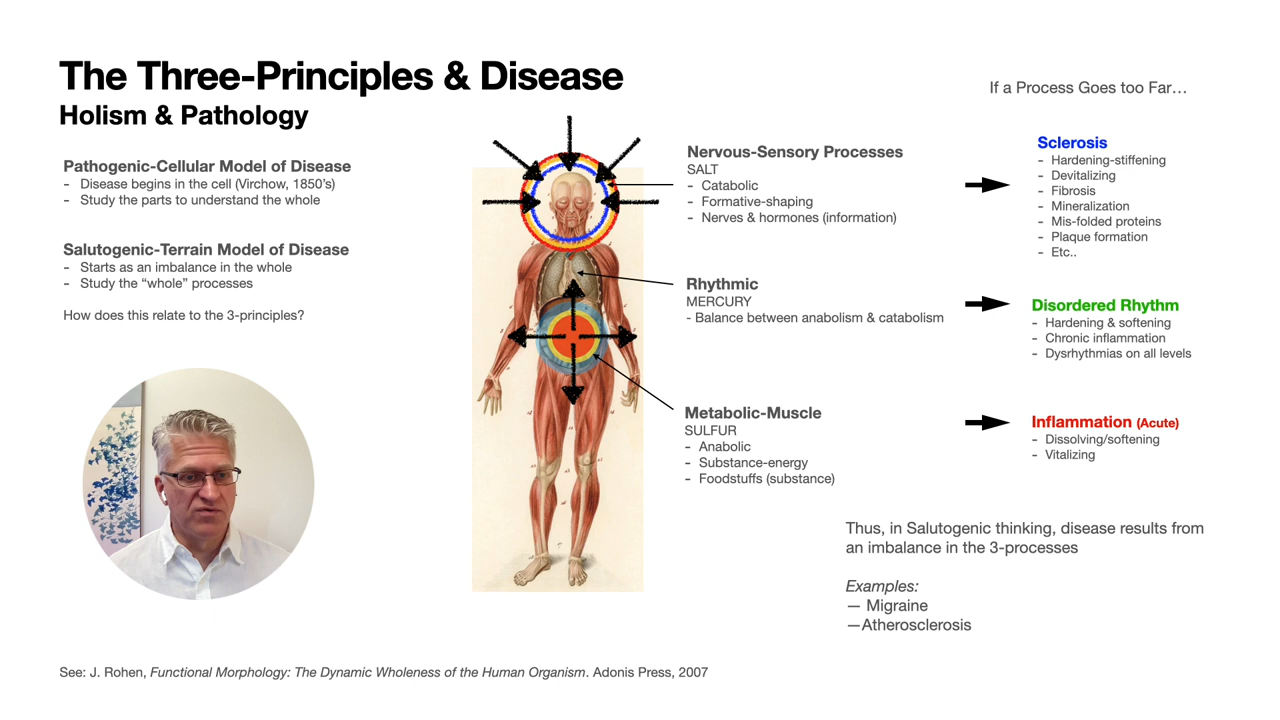 The Three-Principles & Disease
Holism & Pathology
Pathogenic-Cellular Model of Disease
- Disease begins in the cell (Virchow, 1850’s)
- Study the parts to understand the whole
Salutogenic-Terrain Model of Disease
- Starts as an imbalance in the whole
- Study the “whole” processes
How does this relate to the 3-principles?
Nervous-Sensory Processes
SALT
- Catabolic
- Formative-shaping
- Nerves & hormones (information)
Rhythmic
MERCURY
- Balance between anabolism & catabolism
Metabolic-Muscle
SULFUR
- Anabolic
- Substance-energy
- Foodstuffs (substance)
If a Process Goes too Far…
Sclerosis
- Hardening-stiffening
- Devitalizing
- Fibrosis
- Mineralization
- Mis-folded proteins
- Plaque formation
- Etc..
Disordered Rhythm
- Hardening & softening
- Chronic inflammation
- Dysrhythmias on all levels
Inflammation (Acute)
- Dissolving/softening
- Vitalizing
Thus, in Salutogenic thinking, disease results from
an imbalance in the 3-processes
Examples:
— Migraine
—Atherosclerosis
See: J. Rohen, Functional Morphology: The Dynamic Wholeness of the Human Organism. Adonis Press, 2007